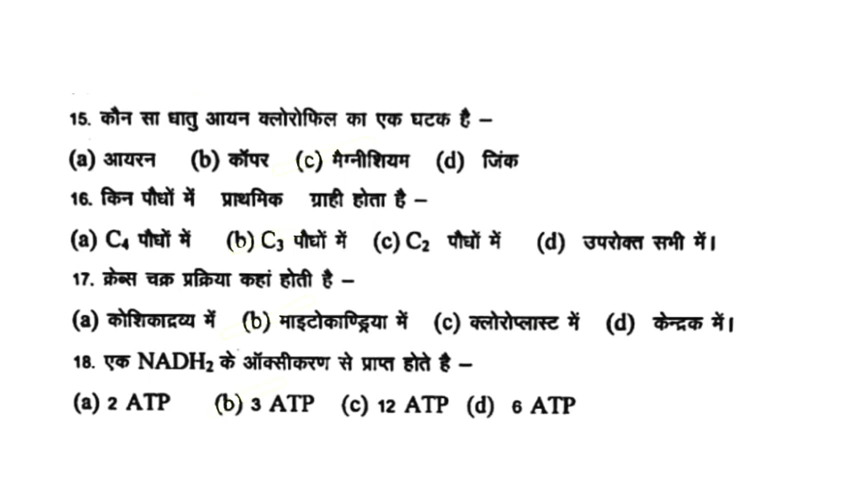 15. कौन सा धातु आयन क्लोरोफिल का एक घटक है –
(a) आयरन (b) कॉपर (c) मैग्नीशियम (d) जिंक
16. किन पौधों में प्राथमिक ग्राही होता है –
(a) C₄ पौधों में (b) C₃ पौधों में (c) C₂ पौधों में (d) उपरोक्त सभी में।
17. क्रेब्स चक्र प्रक्रिया कहां होती है –
(a) कोशिकाद्रव्य में (b) माइटोकाण्ड्रिया में (c) क्लोरोप्लास्ट में (d) केन्द्रक में।
18. एक NADH₂ के ऑक्सीकरण से प्राप्त होते है –
(a) 2 ATP (b) 3 ATP (c) 12 ATP (d) 6 ATP